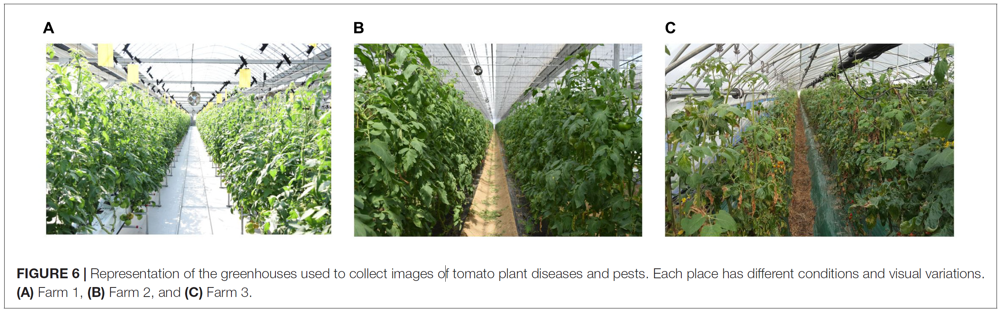 A
B
C
FIGURE 6 | Representation of the greenhouses used to collect images of tomato plant diseases and pests. Each place has different conditions and visual variations.
(A) Farm 1, (B) Farm 2, and (C) Farm 3.